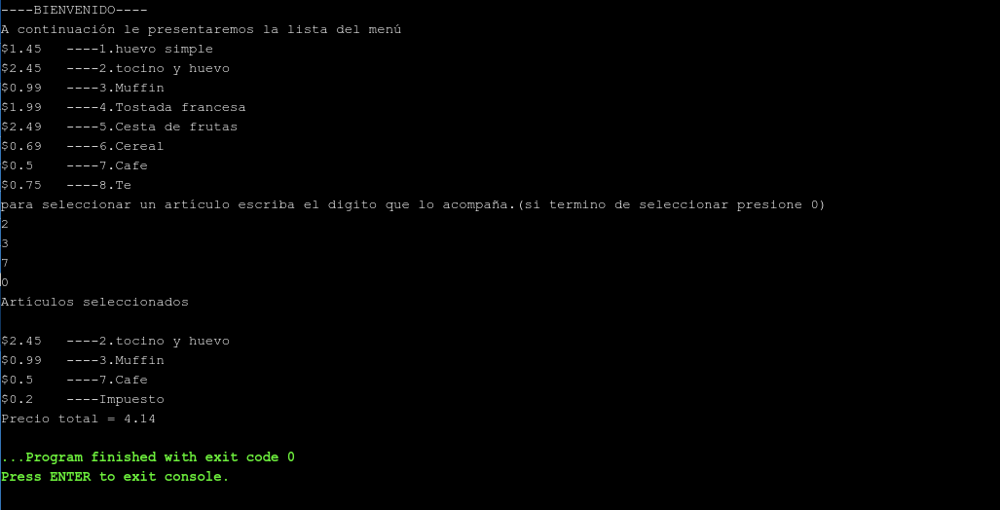 ----BIENVENIDO----
A continuación le presentaremos la lista del menú
$1.45   ----1.huevo simple
$2.45   ----2.tocino y huevo
$0.99   ----3.Muffin
$1.99   ----4.Tostada francesa
$2.49   ----5.Cesta de frutas
$0.69   ----6.Cereal
$0.5    ----7.Cafe
$0.75   ----8.Te
para seleccionar un artículo escriba el digito que lo acompaña.(si termino de seleccionar presione 0)
2
3
7
0
Artículos seleccionados
$2.45   ----2.tocino y huevo
$0.99   ----3.Muffin
$0.5    ----7.Cafe
$0.2    ----Impuesto
Precio total = 4.14
...Program finished with exit code 0
Press ENTER to exit console.